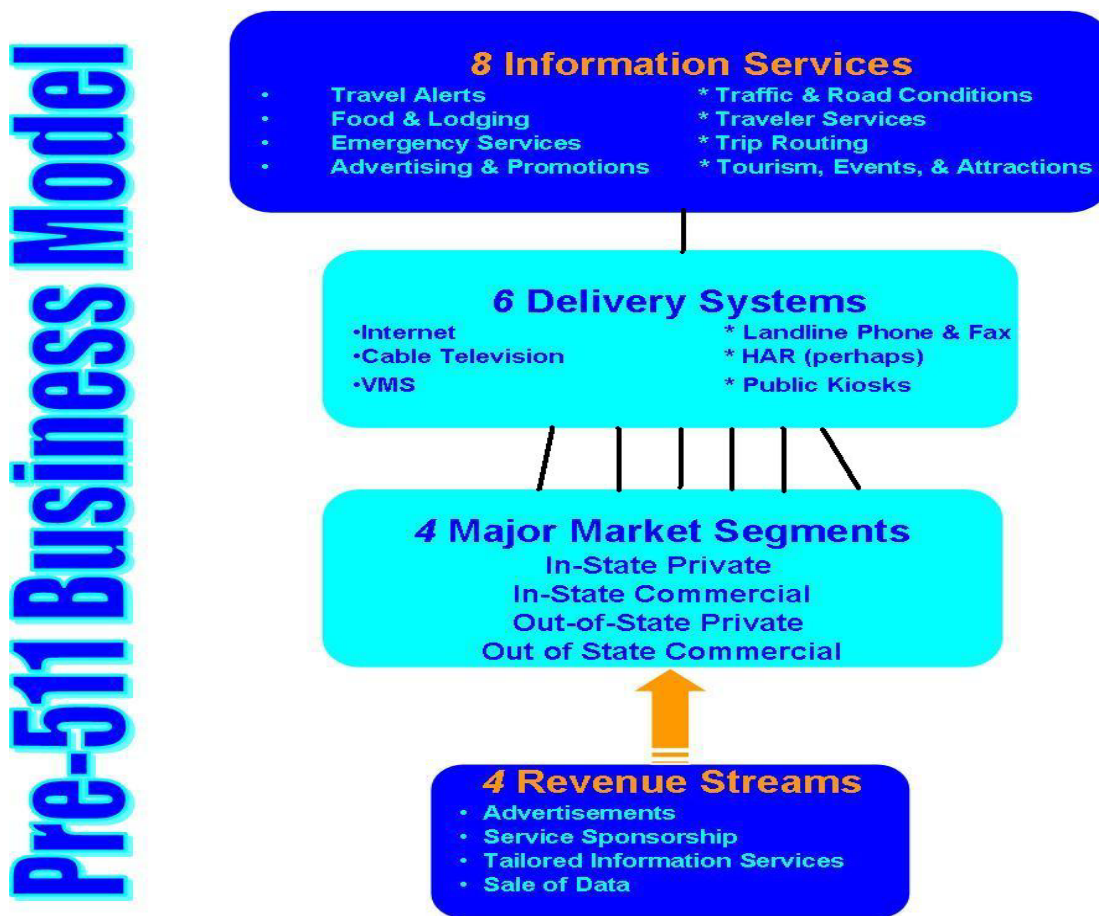 Pre-511 Business Model
8 Information Services
• Travel Alerts * Traffic & Road Conditions
• Food & Lodging * Traveler Services
• Emergency Services * Trip Routing
• Advertising & Promotions * Tourism, Events, & Attractions
6 Delivery Systems
•Internet * Landline Phone & Fax
•Cable Television * HAR (perhaps)
•VMS * Public Kiosks
4 Major Market Segments
In-State Private
In-State Commercial
Out-of-State Private
Out of State Commercial
4 Revenue Streams
• Advertisements
• Service Sponsorship
• Tailored Information Services
• Sale of Data